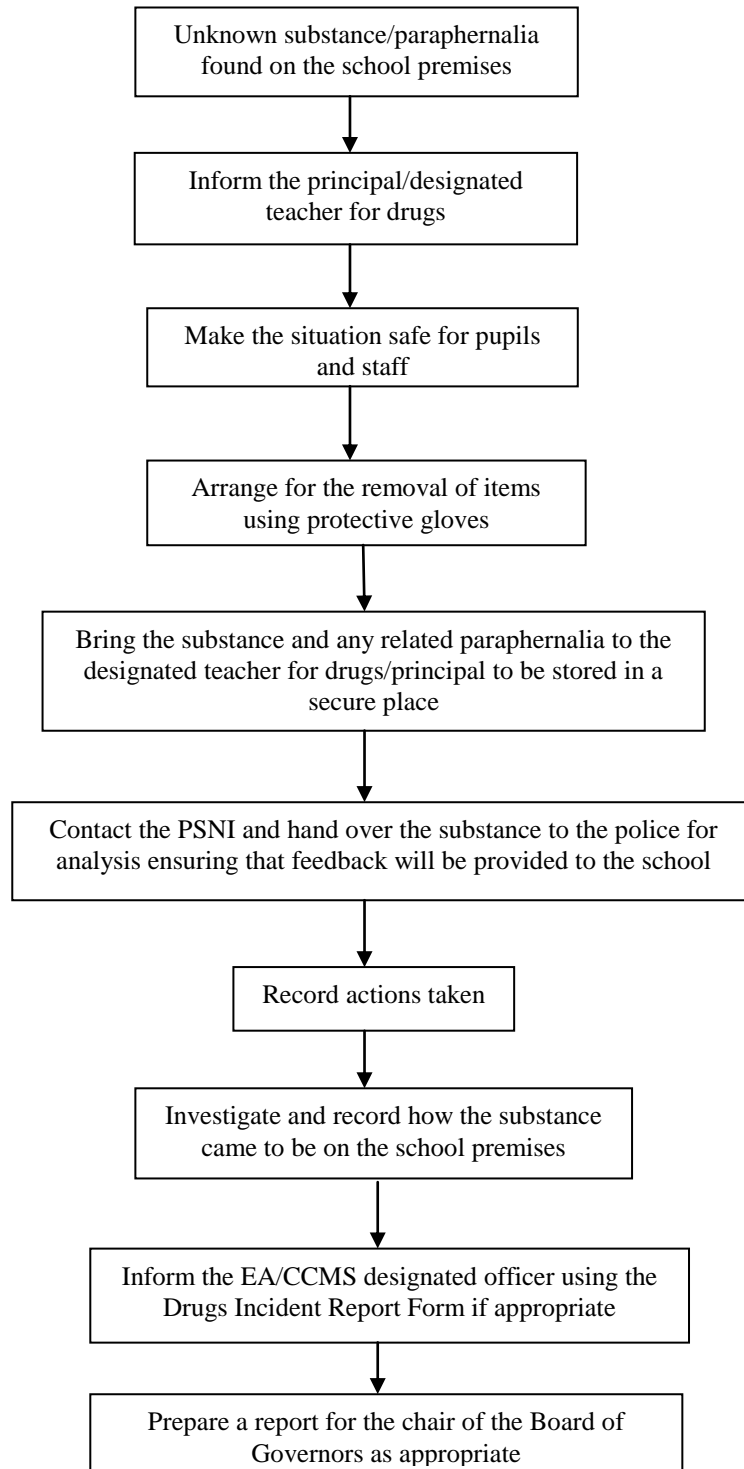 Unknown substance/paraphernalia
found on the school premises
Inform the principal/designated
teacher for drugs
Make the situation safe for pupils
and staff
Arrange for the removal of items
using protective gloves
Bring the substance and any related paraphernalia to the
designated teacher for drugs/principal to be stored in a
secure place
Contact the PSNI and hand over the substance to the police for
analysis ensuring that feedback will be provided to the school
Record actions taken
Investigate and record how the substance
came to be on the school premises
Inform the EA/CCMS designated officer using the
Drugs Incident Report Form if appropriate
Prepare a report for the chair of the Board of
Governors as appropriate